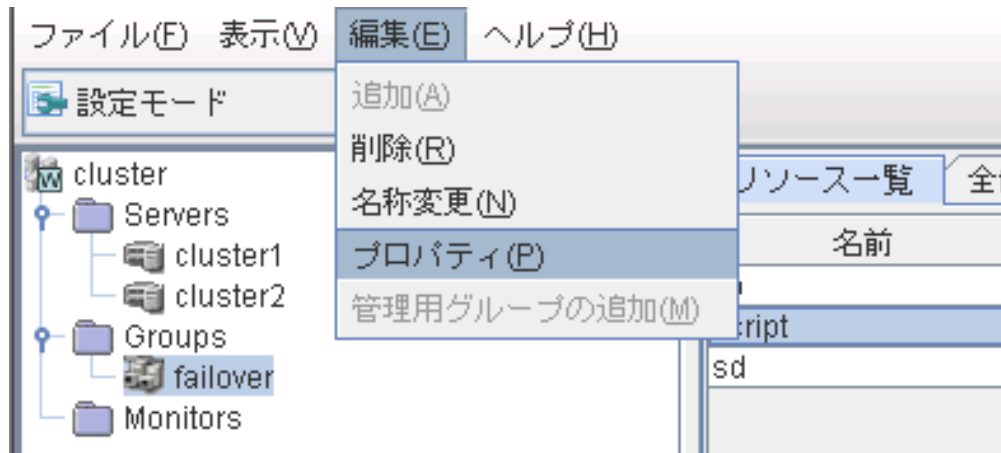 ファイル(F) 表示(V) 編集(E) ヘルプ(H)
設定モード
追加(A)
削除(R)
名称変更(N)
プロパティ(P)
管理用グループの追加(M)
cluster
Servers
cluster1
cluster2
Groups
failover
Monitors
リソース一覧 全
名前
ript
sd